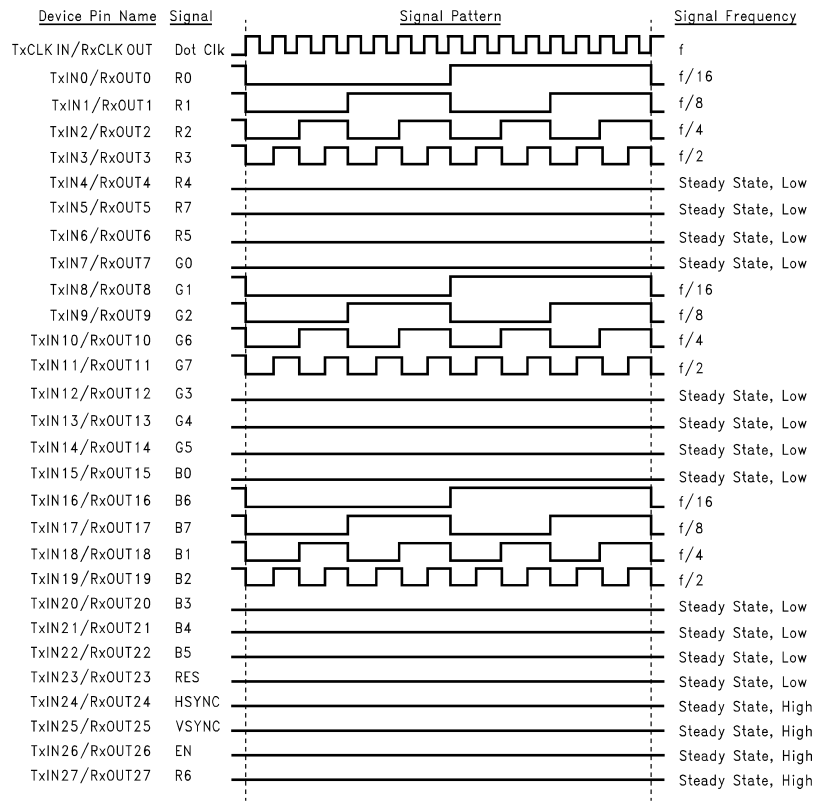 Device Pin Name Signal Signal Pattern Signal Frequency
TxCLK IN/RxCLK OUT Dot Clk f
TxIN0/RxOUT0 R0 f/16
TxIN1/RxOUT1 R1 f/8
TxIN2/RxOUT2 R2 f/4
TxIN3/RxOUT3 R3 f/2
TxIN4/RxOUT4 R4 Steady State, Low
TxIN5/RxOUT5 R7 Steady State, Low
TxIN6/RxOUT6 R5 Steady State, Low
TxIN7/RxOUT7 G0 Steady State, Low
TxIN8/RxOUT8 G1 f/16
TxIN9/RxOUT9 G2 f/8
TxIN10/RxOUT10 G6 f/4
TxIN11/RxOUT11 G7 f/2
TxIN12/RxOUT12 G3 Steady State, Low
TxIN13/RxOUT13 G4 Steady State, Low
TxIN14/RxOUT14 G5 Steady State, Low
TxIN15/RxOUT15 B0 Steady State, Low
TxIN16/RxOUT16 B6 f/16
TxIN17/RxOUT17 B7 f/8
TxIN18/RxOUT18 B1 f/4
TxIN19/RxOUT19 B2 f/2
TxIN20/RxOUT20 B3 Steady State, Low
TxIN21/RxOUT21 B4 Steady State, Low
TxIN22/RxOUT22 B5 Steady State, Low
TxIN23/RxOUT23 RES Steady State, Low
TxIN24/RxOUT24 HSYNC Steady State, High
TxIN25/RxOUT25 VSYNC Steady State, High
TxIN26/RxOUT26 EN Steady State, High
TxIN27/RxOUT27 R6 Steady State, High